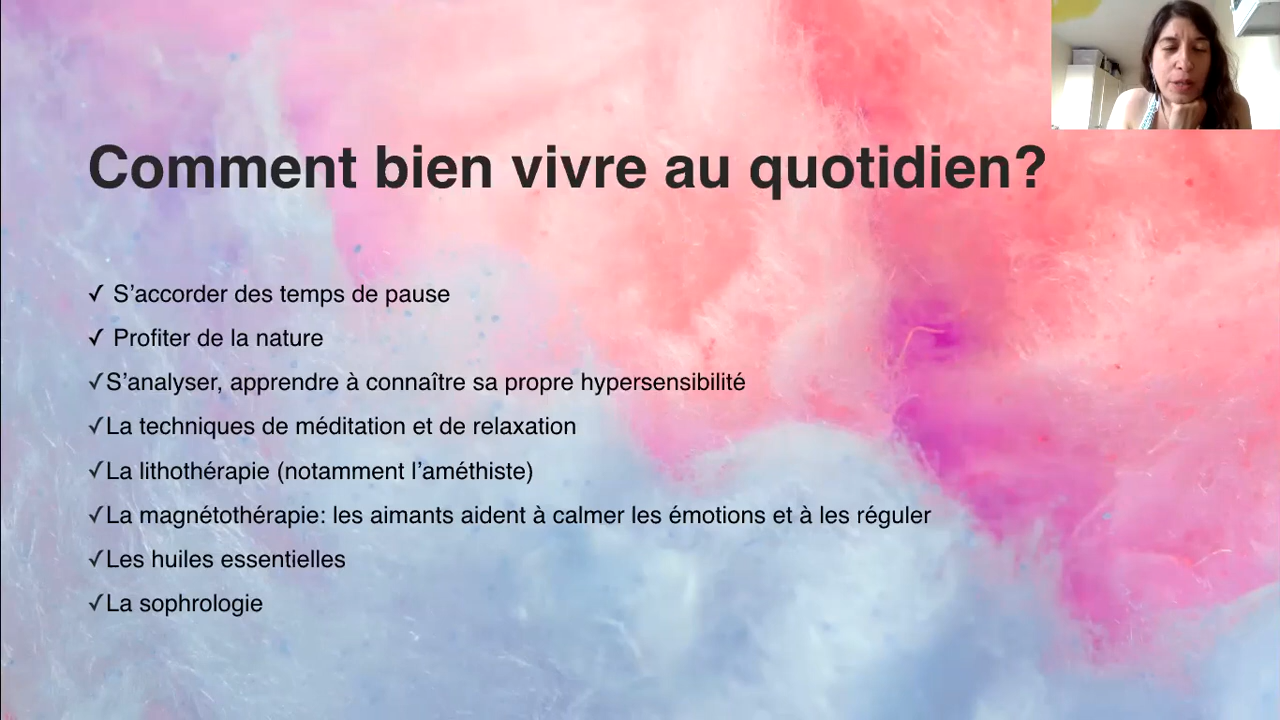 Comment bien vivre au quotidien?
✓ S’accorder des temps de pause
✓ Profiter de la nature
✓S’analyser, apprendre à connaître sa propre hypersensibilité
✓La techniques de méditation et de relaxation
✓La lithothérapie (notamment l’améthiste)
✓La magnétothérapie: les aimants aident à calmer les émotions et à les réguler
✓Les huiles essentielles
✓La sophrologie